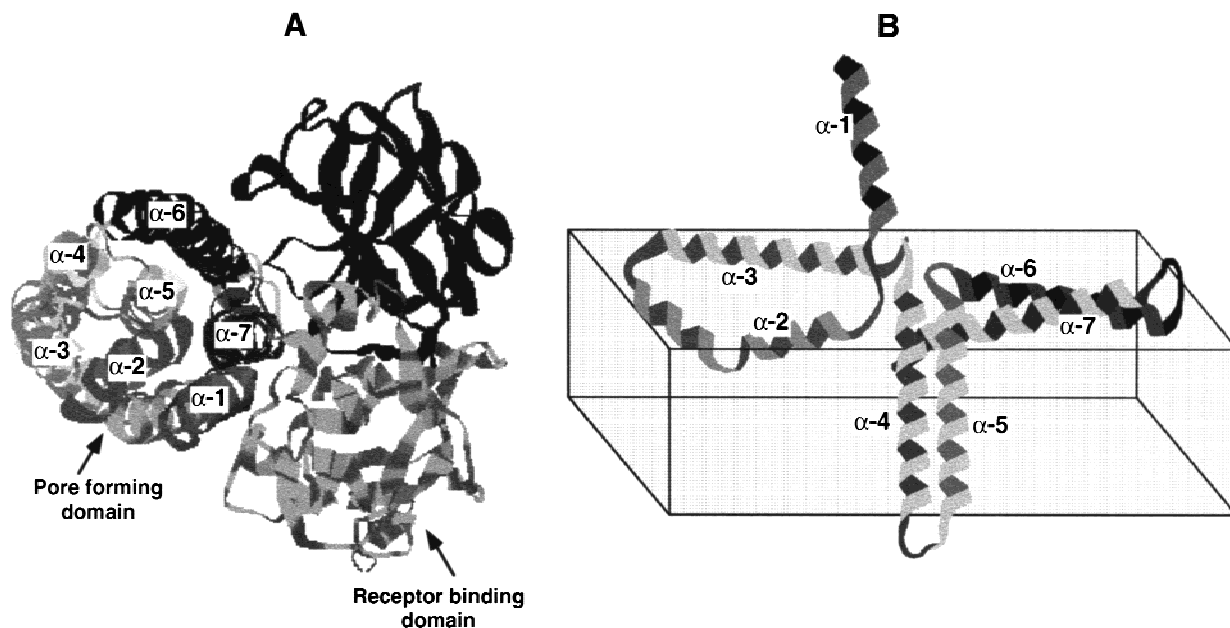 A
α-6
α-4
α-5
α-7
α-3
α-2
α-1
Pore forming
domain
Receptor binding
domain
B
α-1
α-3
α-6
α-2
α-7
α-4
α-5